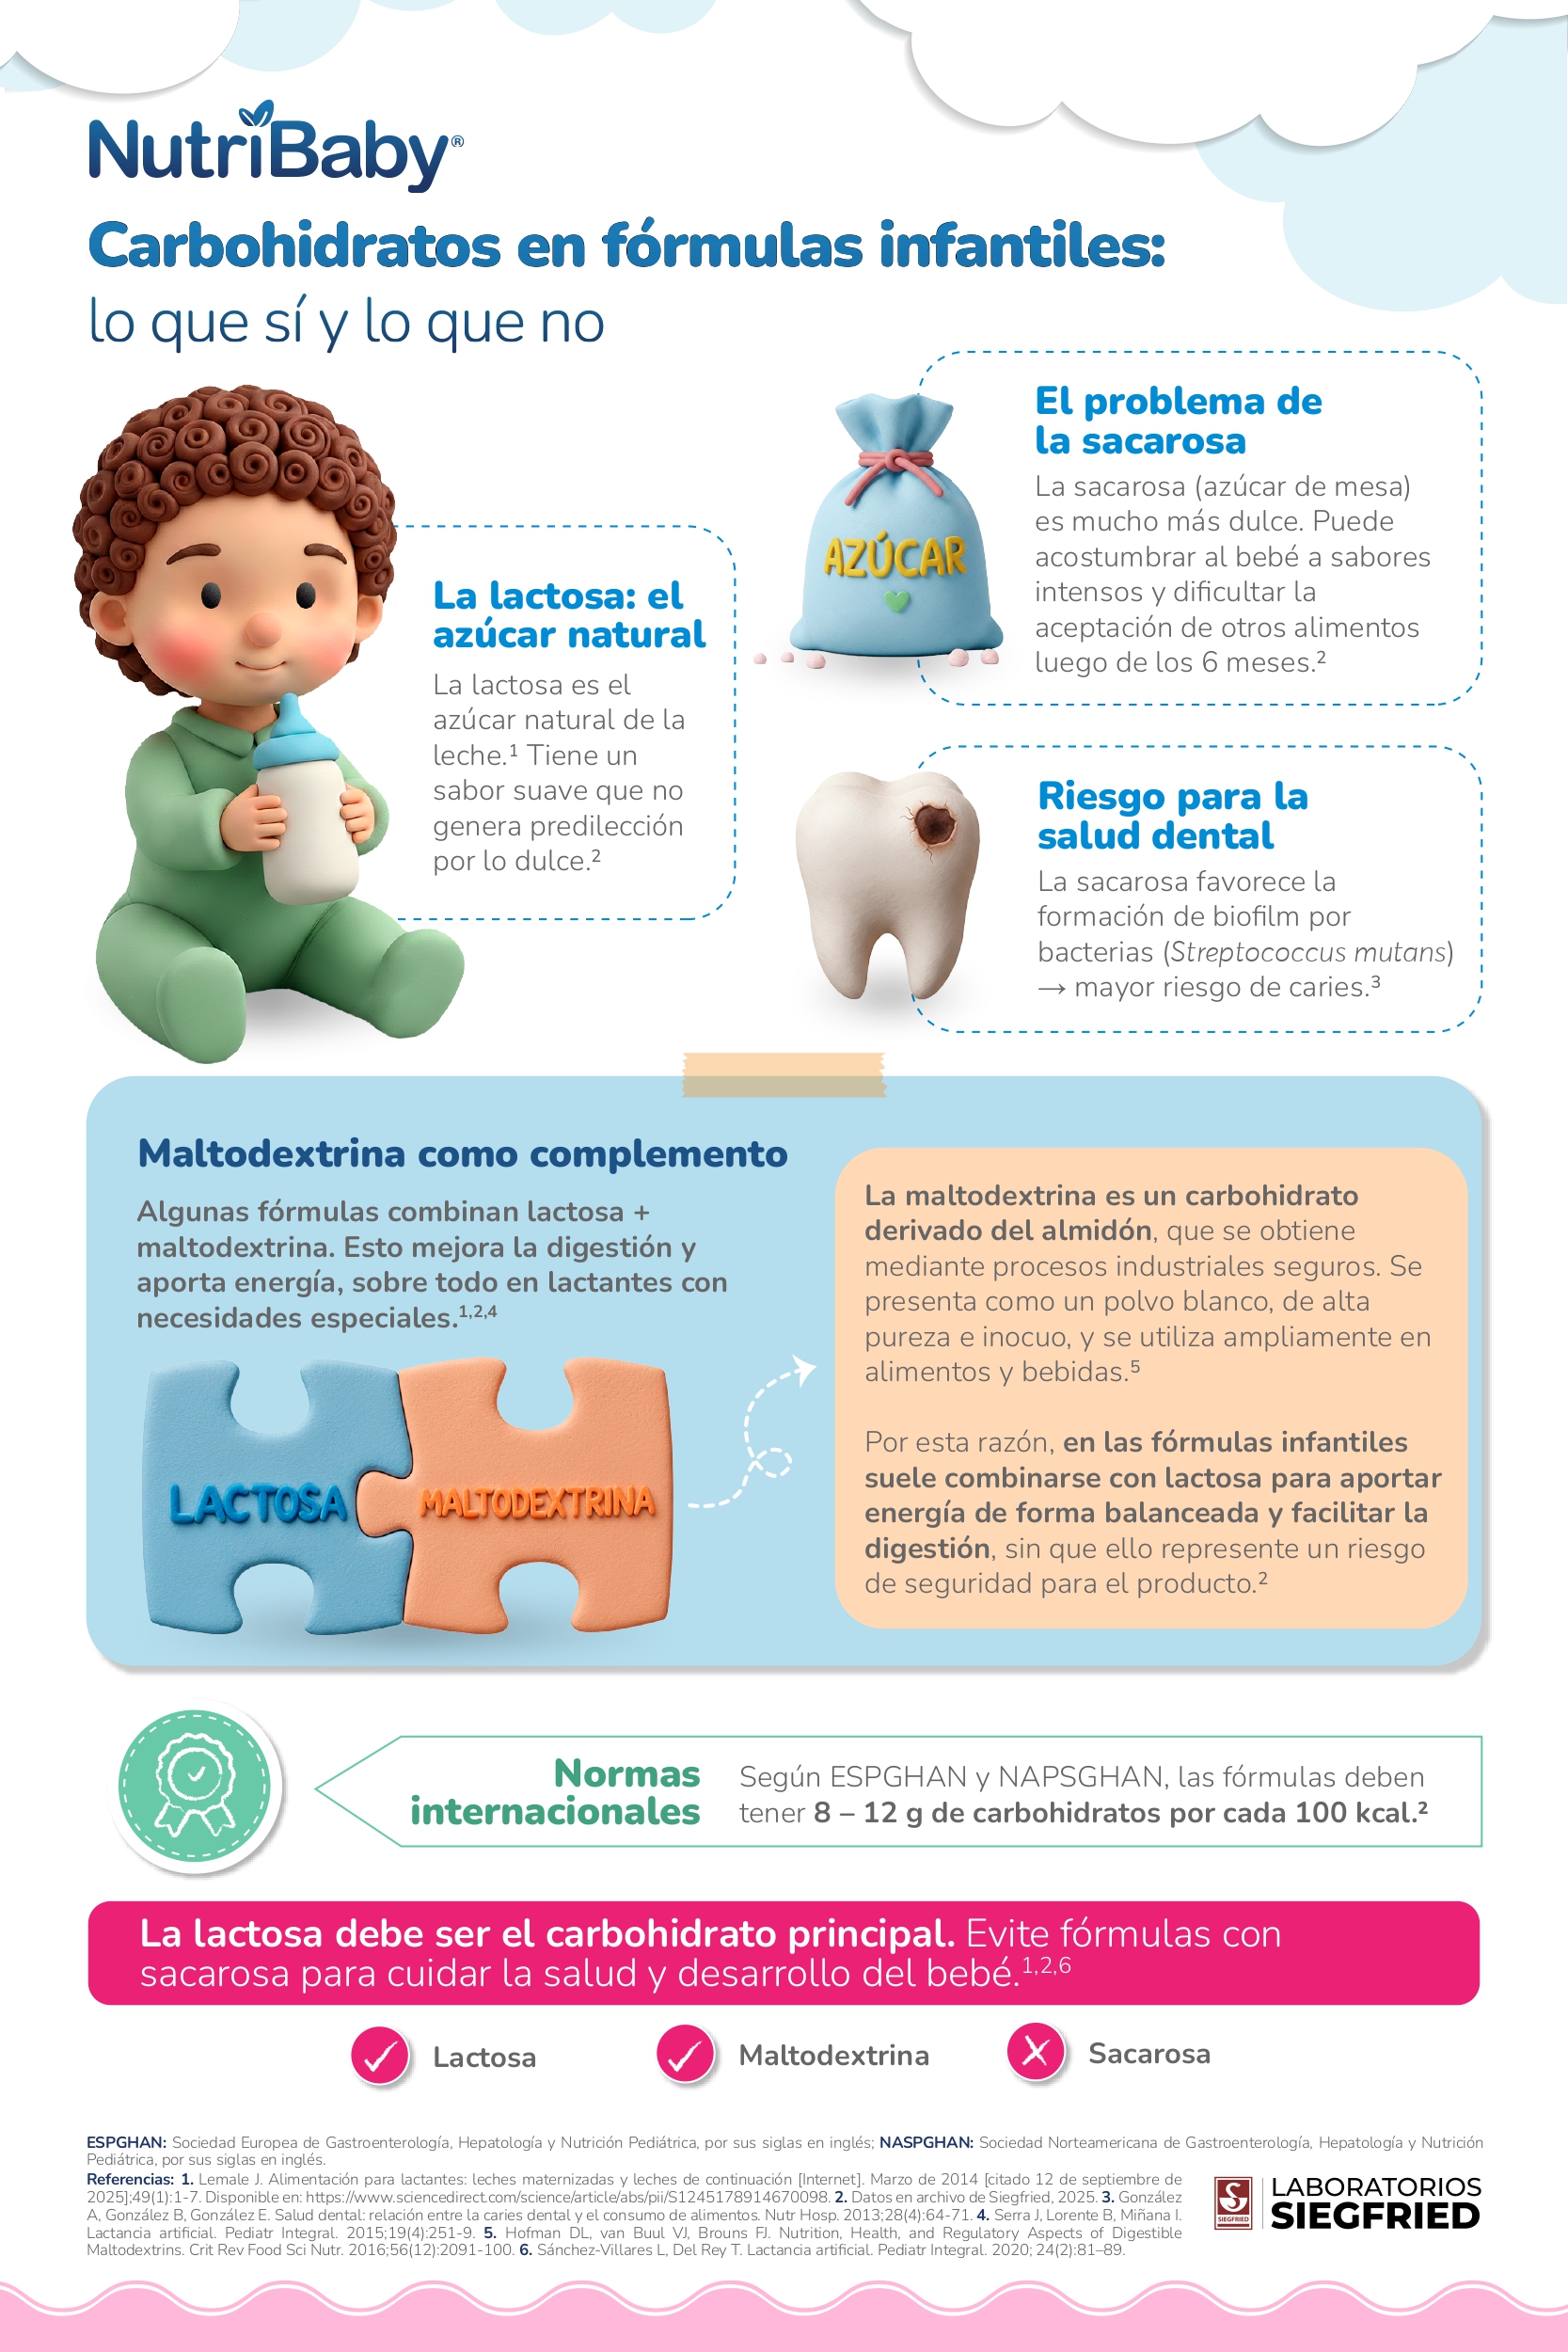 NutriBaby®
Carbohidratos en fórmulas infantiles:
lo que sí y lo que no
La lactosa: el
azúcar natural
La lactosa es el
azúcar natural de la
leche.¹ Tiene un
sabor suave que no
genera predilección
por lo dulce.²
AZÚCAR
El problema de
la sacarosa
La sacarosa (azúcar de mesa)
es mucho más dulce. Puede
acostumbrar al bebé a sabores
intensos y dificultar la
aceptación de otros alimentos
luego de los 6 meses.²
Riesgo para la
salud dental
La sacarosa favorece la
formación de biofilm por
bacterias (Streptococcus mutans)
→ mayor riesgo de caries.³
Maltodextrina como complemento
Algunas fórmulas combinan lactosa +
maltodextrina. Esto mejora la digestión y
aporta energía, sobre todo en lactantes con
necesidades especiales.¹,²,⁴
LACTOSA
MALTODEXTRINA
La maltodextrina es un carbohidrato
derivado del almidón, que se obtiene
mediante procesos industriales seguros. Se
presenta como un polvo blanco, de alta
pureza e inocuo, y se utiliza ampliamente en
alimentos y bebidas.⁵
Por esta razón, en las fórmulas infantiles
suele combinarse con lactosa para aportar
energía de forma balanceada y facilitar la
digestión, sin que ello represente un riesgo
de seguridad para el producto.²
Normas
internacionales
Según ESPGHAN y NAPSGHAN, las fórmulas deben
tener 8 – 12 g de carbohidratos por cada 100 kcal.²
La lactosa debe ser el carbohidrato principal. Evite fórmulas con
sacarosa para cuidar la salud y desarrollo del bebé.¹,²,⁶
Lactosa
Maltodextrina
Sacarosa
ESPGHAN: Sociedad Europea de Gastroenterología, Hepatología y Nutrición Pediátrica, por sus siglas en inglés; NASPGHAN: Sociedad Norteamericana de Gastroenterología, Hepatología y Nutrición
Pediátrica, por sus siglas en inglés.
Referencias: 1. Lemale J. Alimentación para lactantes: leches maternizadas y leches de continuación [Internet]. Marzo de 2014 [citado 12 de septiembre de
2025];49(1):1-7. Disponible en: https://www.sciencedirect.com/science/article/abs/pii/S1245178914670098. 2. Datos en archivo de Siegfried, 2025. 3. González
A, González B, González E. Salud dental: relación entre la caries dental y el consumo de alimentos. Nutr Hosp. 2013;28(4):64-71. 4. Serra J, Lorente B, Miñana I.
Lactancia artificial. Pediatr Integral. 2015;19(4):251-9. 5. Hofman DL, van Buul VJ, Brouns FJ. Nutrition, Health, and Regulatory Aspects of Digestible
Maltodextrins. Crit Rev Food Sci Nutr. 2016;56(12):2091-100. 6. Sánchez-Villares L, Del Rey T. Lactancia artificial. Pediatr Integral. 2020; 24(2):81–89.
SIEGFRIED
LABORATORIOS
SIEGFRIED